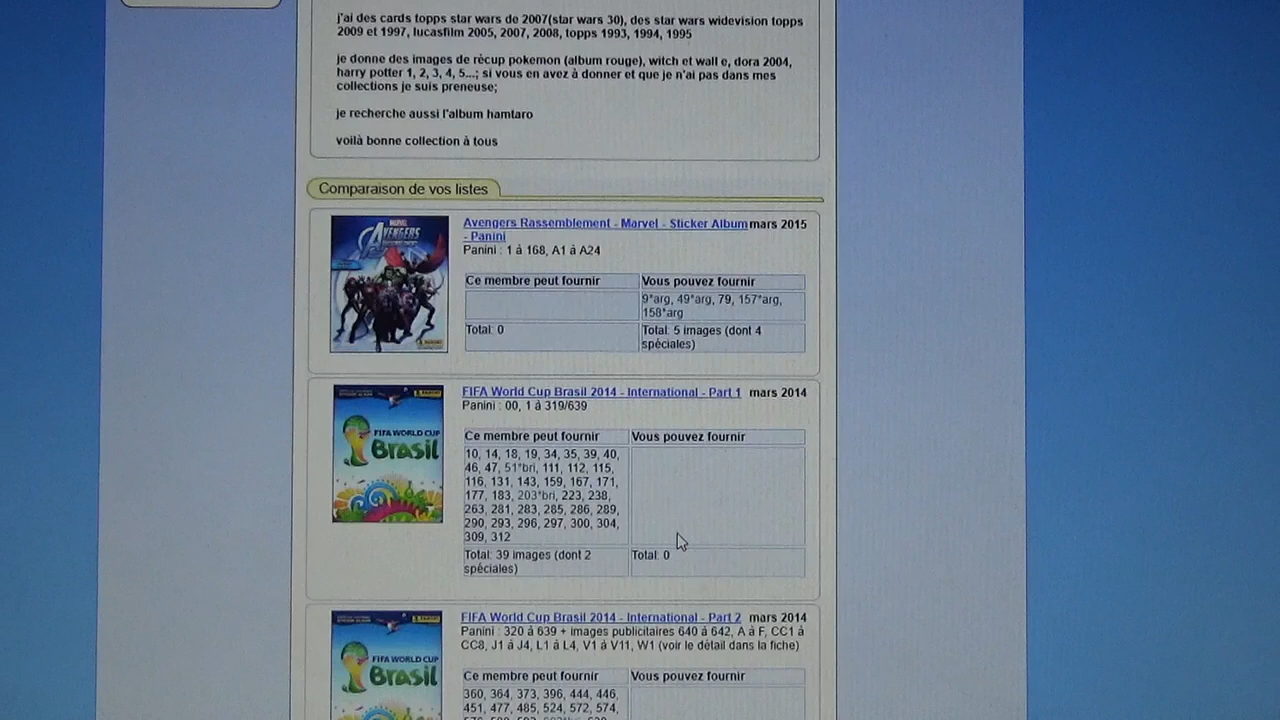 j'ai des cards topps star wars de 2007(star wars 30), des star wars widevision topps
2009 et 1997, lucasfilm 2005, 2007, 2008, topps 1993, 1994, 1995
je donne des images de récup pokemon (album rouge), witch et wall e, dora 2004,
harry potter 1, 2, 3, 4, 5...; si vous en avez à donner et que je n'ai pas dans mes
collections je suis preneuse;
je recherche aussi l'album hamtaro
voilà bonne collection à tous
Comparaison de vos listes
MARVEL
AVENGERS
Avengers Rassemblement - Marvel - Sticker Album mars 2015
- Panini
Panini : 1 à 168, A1 à A24
Ce membre peut fournir Vous pouvez fournir
9*arg, 49*arg, 79, 157*arg,
158*arg
Total: 0 Total: 5 images (dont 4
spéciales)
PANINI
FIFA WORLD CUP
Brasil
FIFA World Cup Brasil 2014 - International - Part 1 mars 2014
Panini : 00, 1 à 319/639
Ce membre peut fournir Vous pouvez fournir
10, 14, 18, 19, 34, 35, 39, 40,
46, 47, 51*bri, 111, 112, 115,
116, 131, 143, 159, 167, 171,
177, 183, 203*bri, 223, 238,
263, 281, 283, 285, 286, 289,
290, 293, 296, 297, 300, 304,
309, 312
Total: 39 images (dont 2
spéciales)
Total: 0
PANINI
FIFA WORLD CUP
Brasil
FIFA World Cup Brasil 2014 - International - Part 2 mars 2014
Panini : 320 à 639 + images publicitaires 640 à 642, A à F, CC1 à
CC8, J1 à J4, L1 à L4, V1 à V11, W1 (voir le détail dans la fiche)
Ce membre peut fournir Vous pouvez fournir
360, 364, 373, 396, 444, 446,
451, 477, 485, 524, 572, 574,